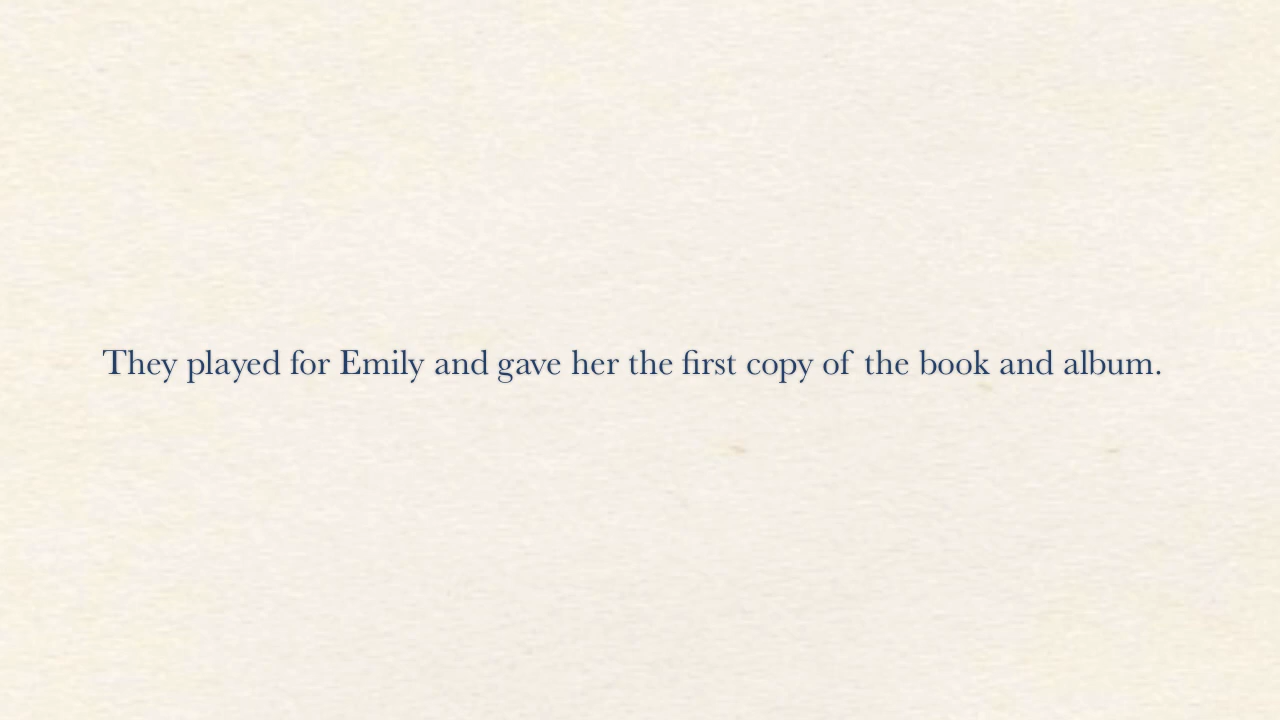 They played for Emily and gave her the first copy of the book and album.